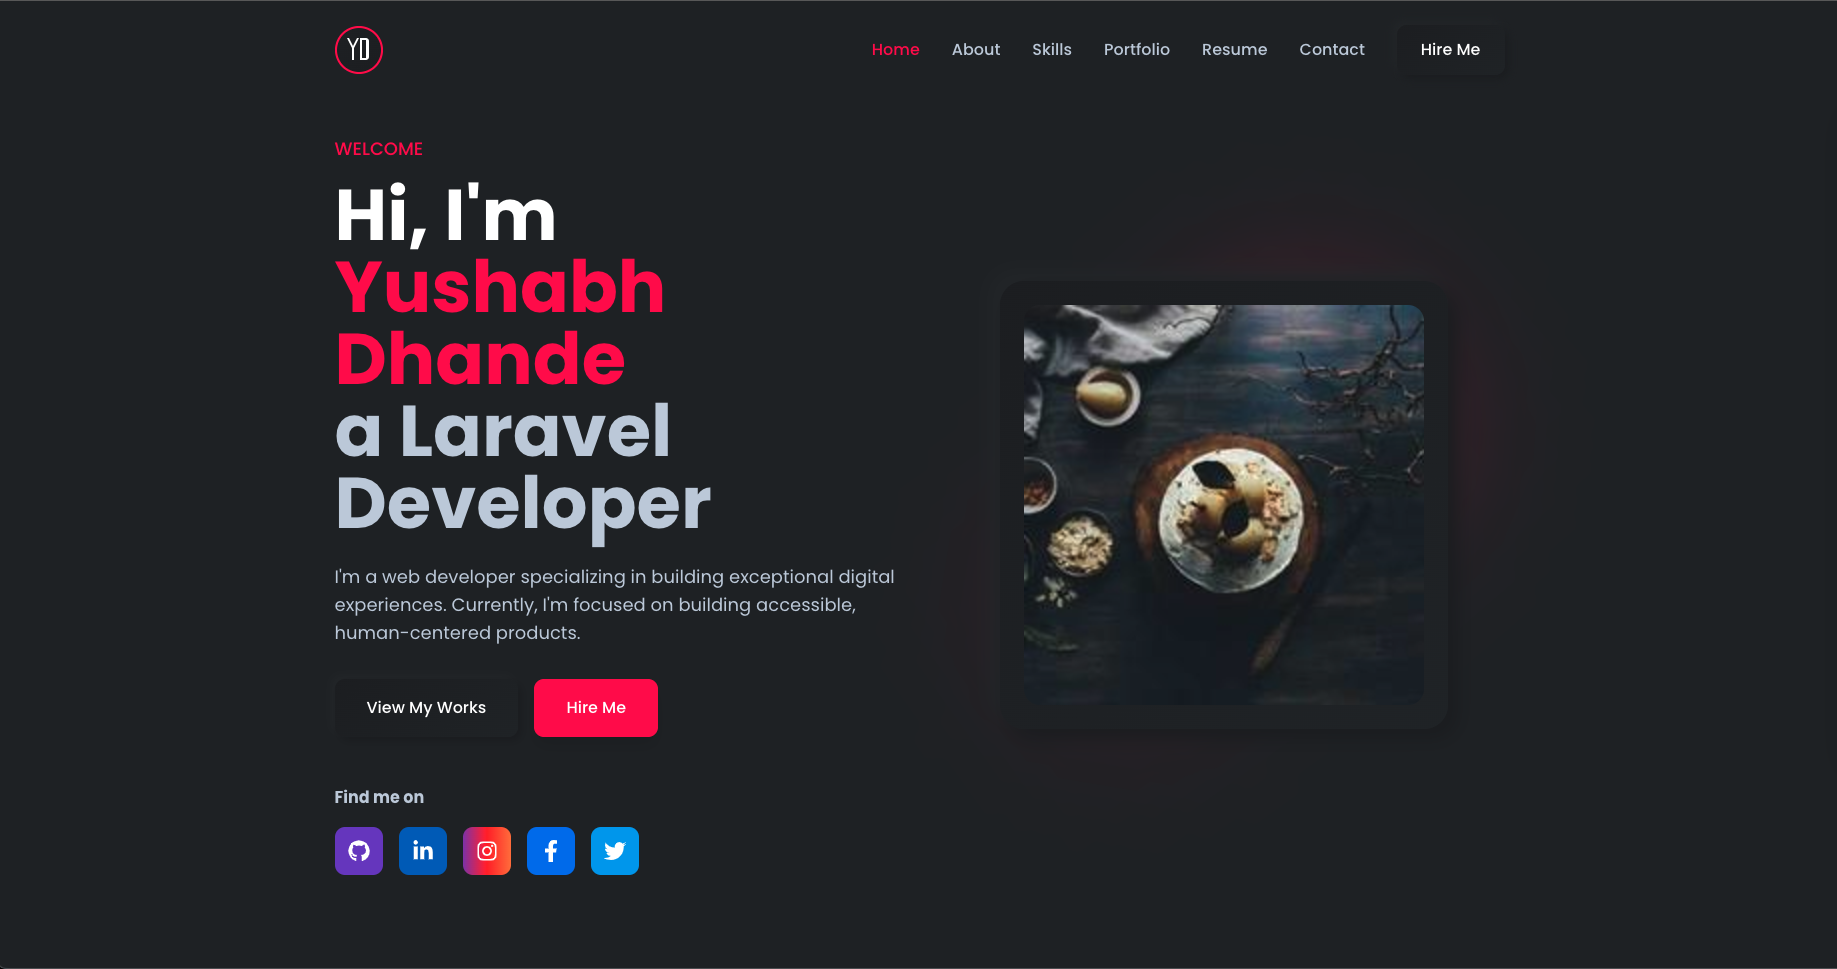 YD
Home About Skills Portfolio Resume Contact Hire Me
WELCOME
Hi, I'm
Yushabh
Dhande
a Laravel
Developer
I'm a web developer specializing in building exceptional digital
experiences. Currently, I'm focused on building accessible,
human-centered products.
View My Works Hire Me
Find me on
in